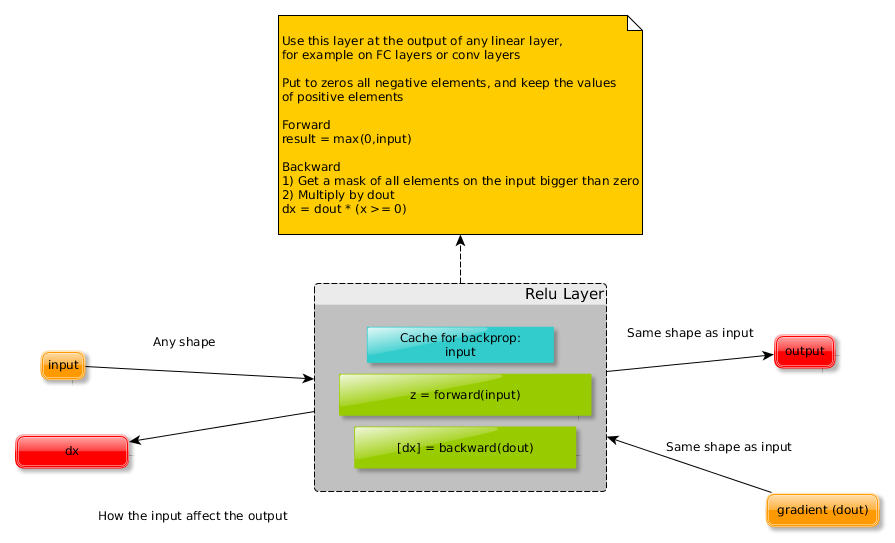 Use this layer at the output of any linear layer,
for example on FC layers or conv layers
Put to zeros all negative elements, and keep the values
of positive elements
Forward
result = max(0,input)
Backward
1) Get a mask of all elements on the input bigger than zero
2) Multiply by dout
dx = dout * (x >= 0)
Relu Layer
Cache for backprop:
input
z = forward(input)
[dx] = backward(dout)
input
Any shape
dx
How the input affect the output
Same shape as input
output
Same shape as input
gradient (dout)